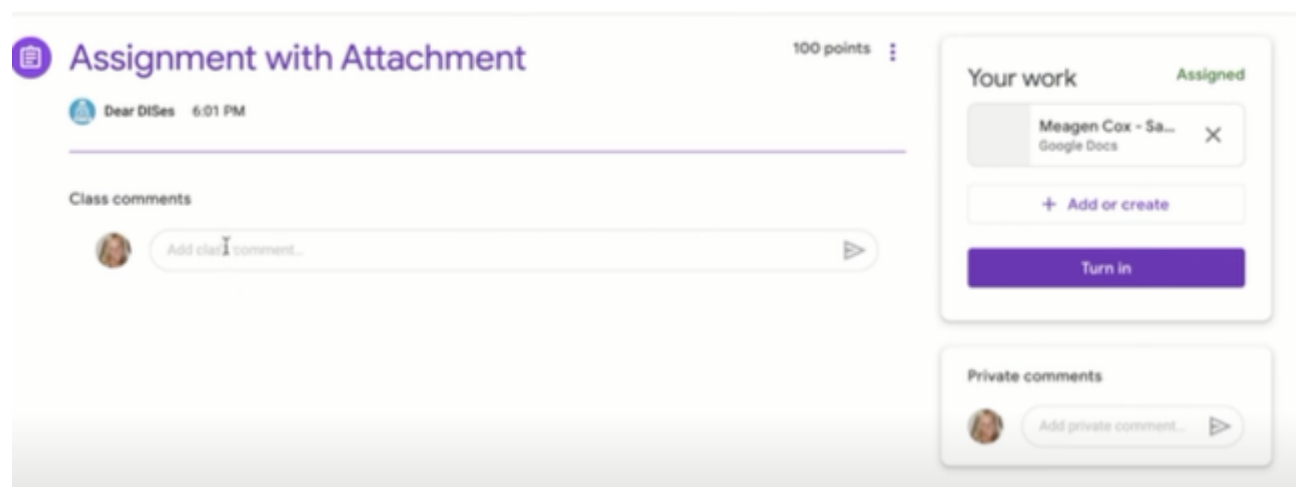 Assignment with Attachment
100 points
Dear DISes 6:01 PM
Class comments
Add class comment...
Your work
Assigned
Meagen Cox - Sa...
Google Docs
+ Add or create
Turn in
Private comments
Add private comment...